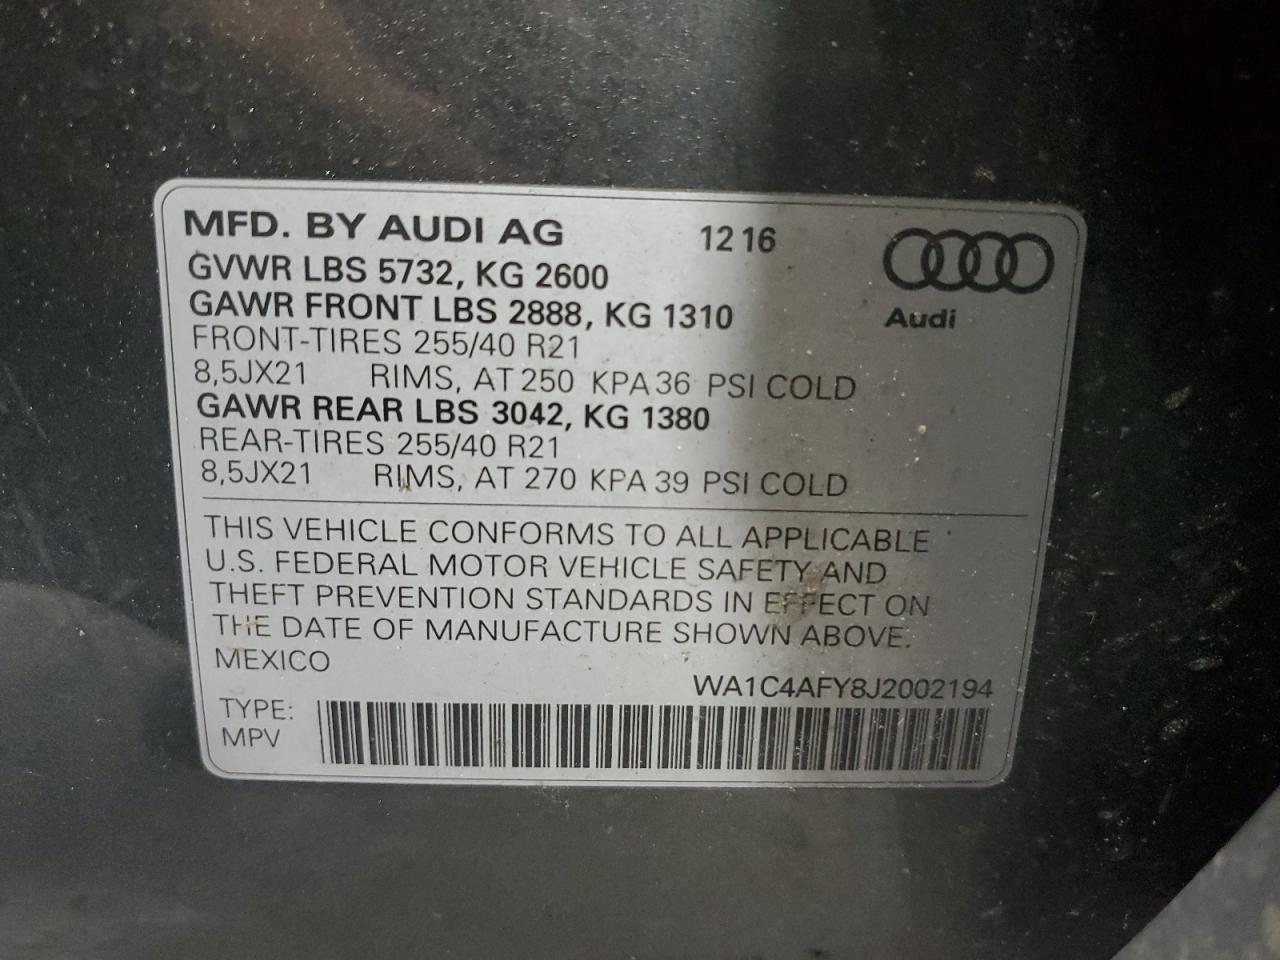 MFD. BY AUDI AG 12 16
GVWR LBS 5732, KG 2600
GAWR FRONT LBS 2888, KG 1310
Audi
FRONT-TIRES 255/40 R21
8,5JX21 RIMS, AT 250 KPA 36 PSI COLD
GAWR REAR LBS 3042, KG 1380
REAR-TIRES 255/40 R21
8,5JX21 RIMS, AT 270 KPA 39 PSI COLD
THIS VEHICLE CONFORMS TO ALL APPLICABLE
U.S. FEDERAL MOTOR VEHICLE SAFETY AND
THEFT PREVENTION STANDARDS IN EFFECT ON
THE DATE OF MANUFACTURE SHOWN ABOVE.
MEXICO
WA1C4AFY8J2002194
TYPE:
MPV